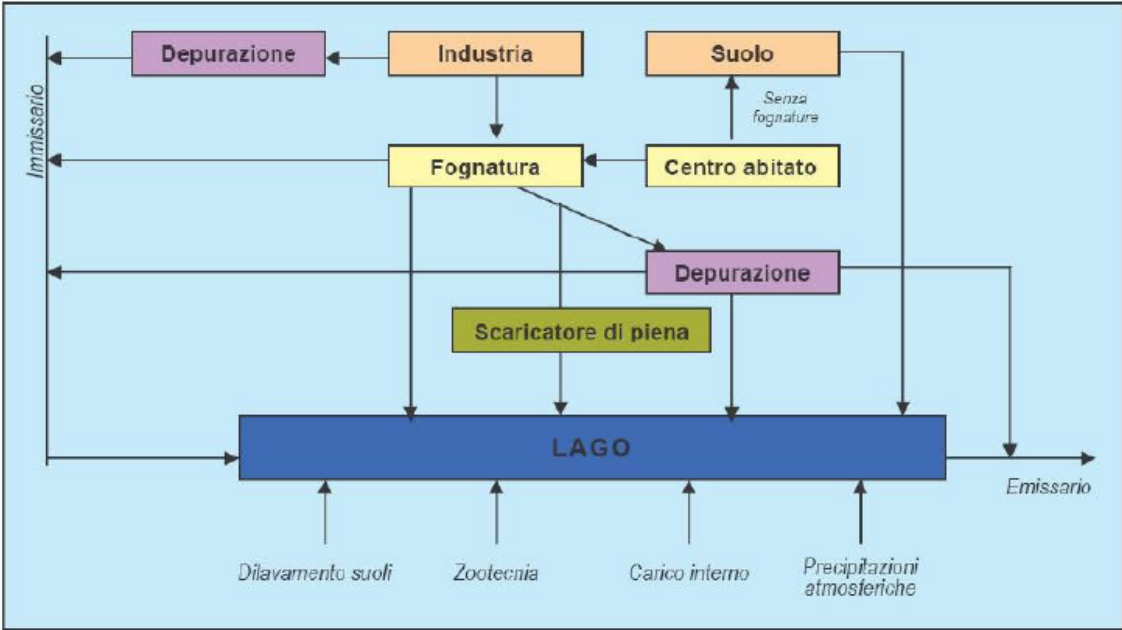 Depurazione
Industria
Suolo
Immissario
Senza
fognature
Fognatura
Centro abitato
Depurazione
Scaricatore di piena
LAGO
Emissario
Dilavamento suoli
Zootecnia
Carico interno
Precipitazioni
atmosferiche